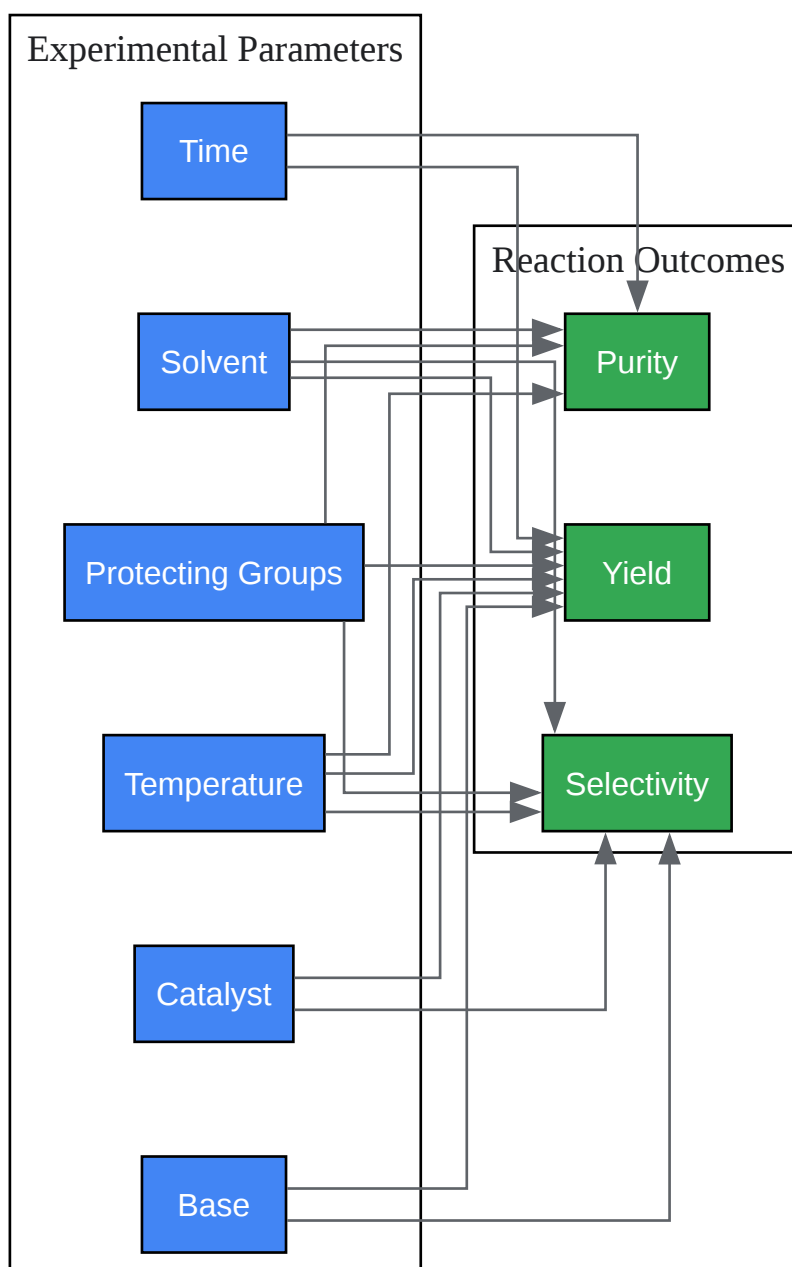 Experimental Parameters
Time
Solvent
Protecting Groups
Temperature
Catalyst
Base
Reaction Outcomes
Purity
Yield
Selectivity